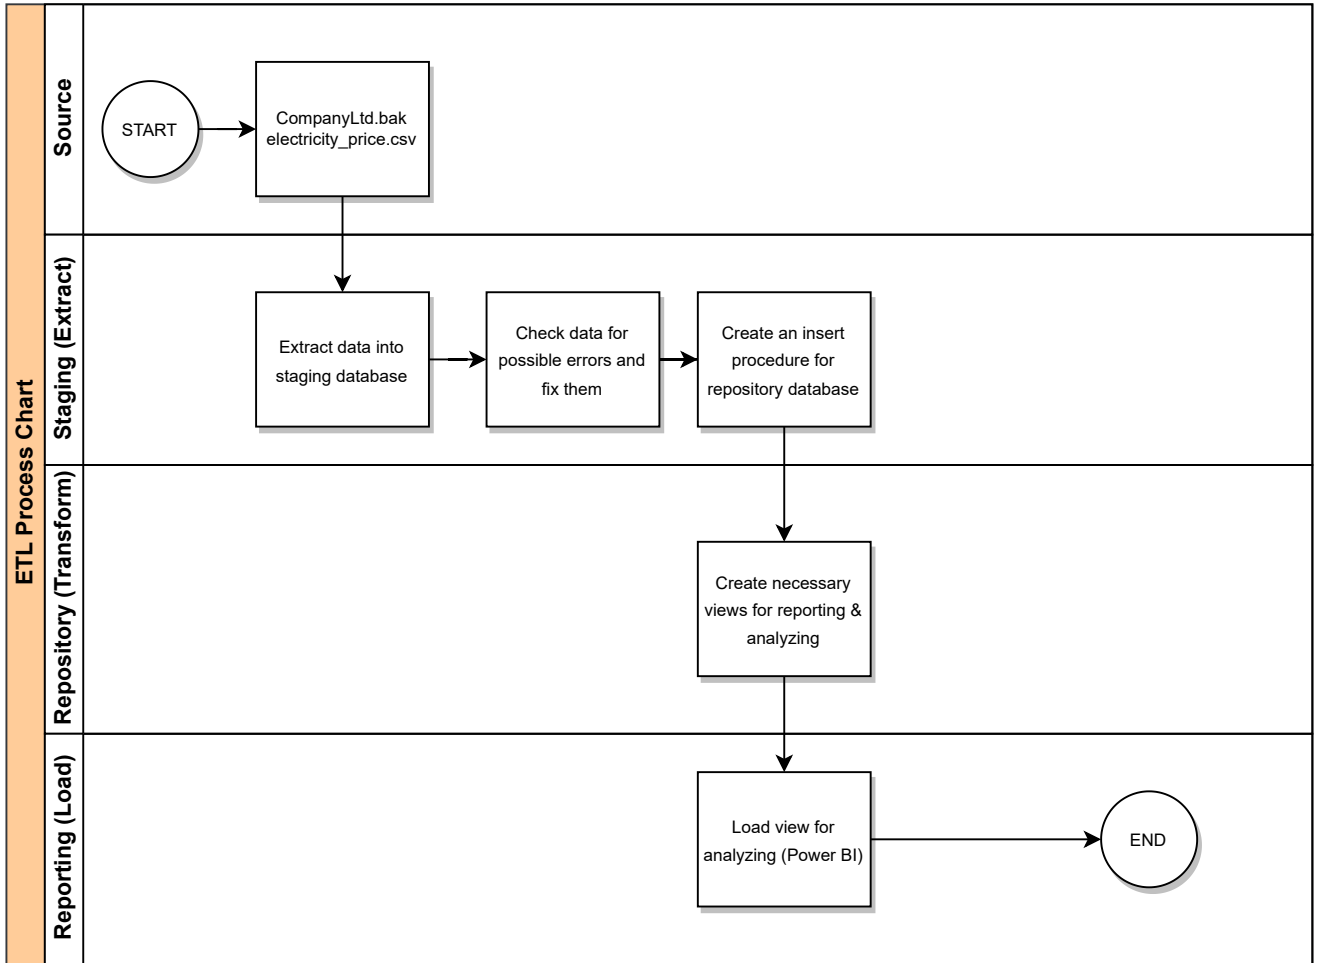 ETL Process Chart
Source
START
CompanyLtd.bak
electricity_price.csv
Staging (Extract)
Extract data into
staging database
Check data for
possible errors and
fix them
Create an insert
procedure for
repository database
Repository (Transform)
Create necessary
views for reporting &
analyzing
Reporting (Load)
Load view for
analyzing (Power BI)
END